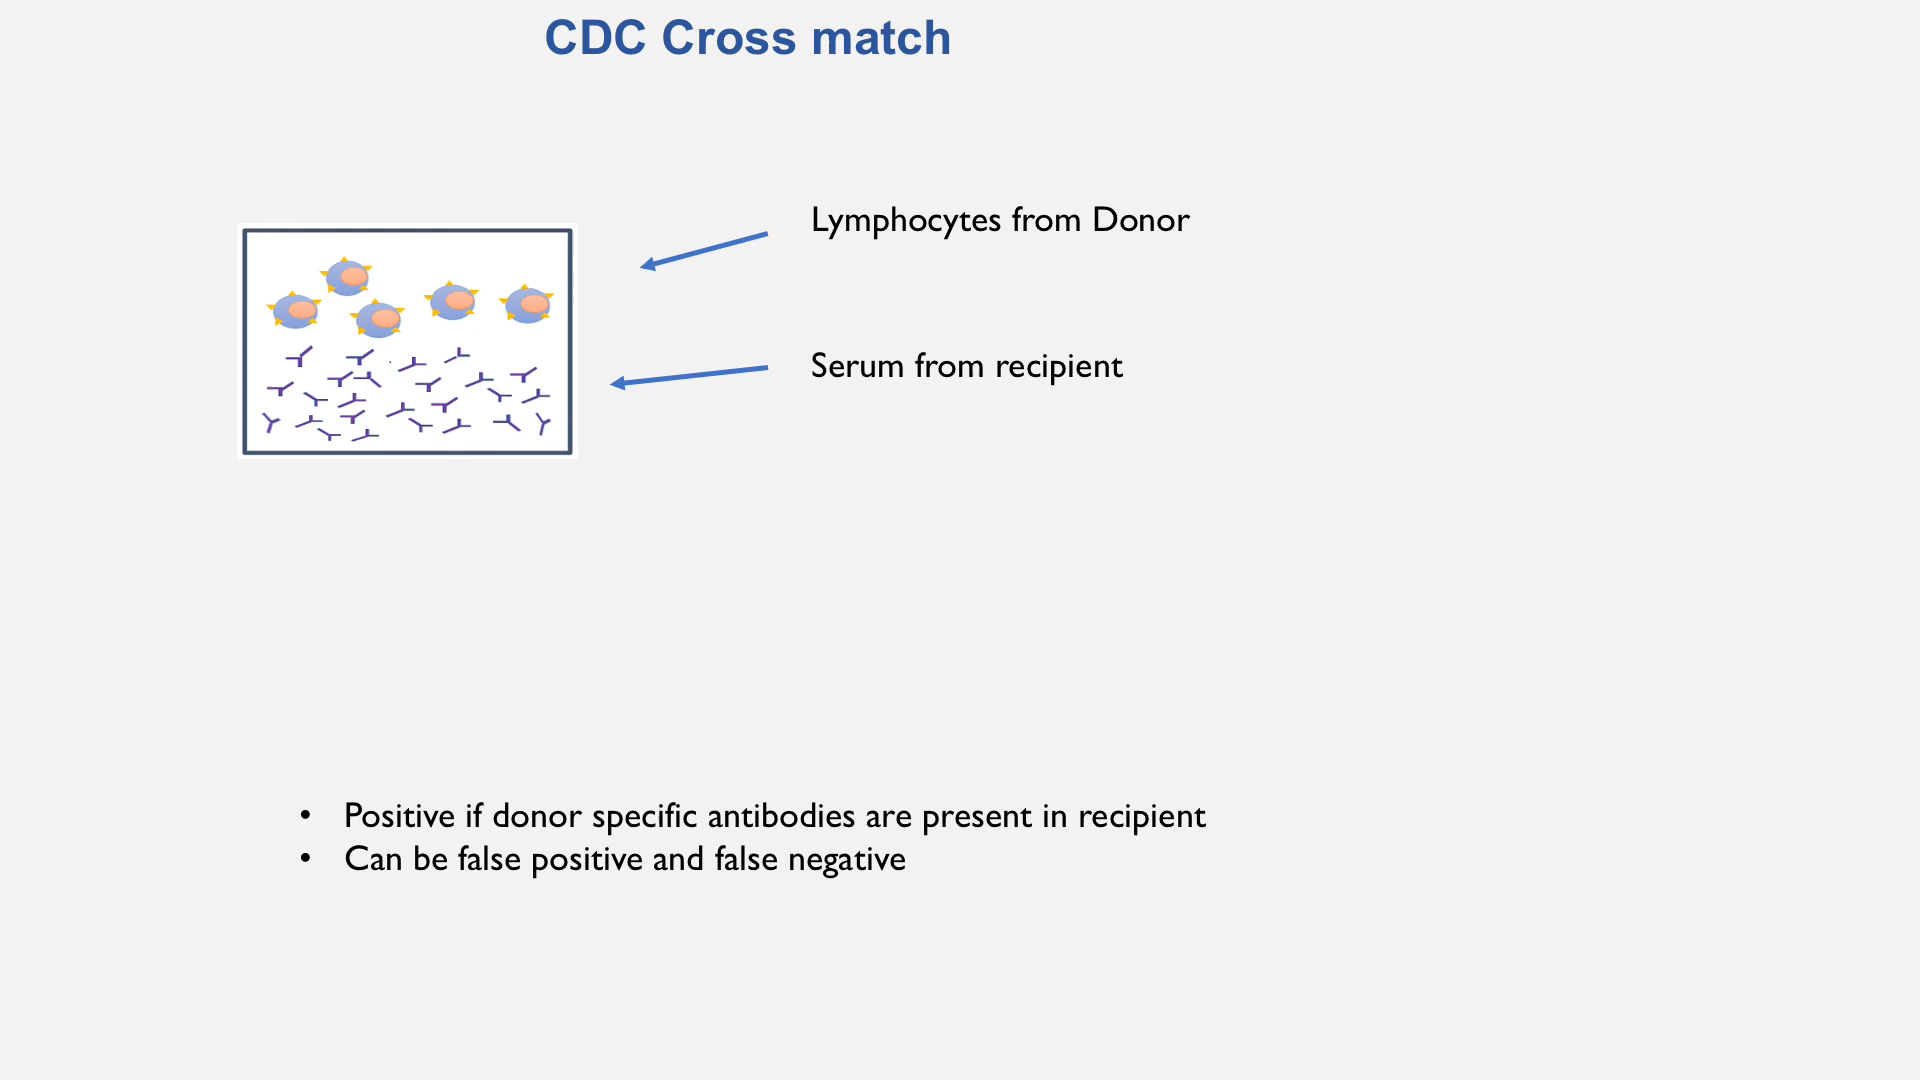 CDC Cross match
Lymphocytes from Donor
Serum from recipient
• Positive if donor specific antibodies are present in recipient
• Can be false positive and false negative